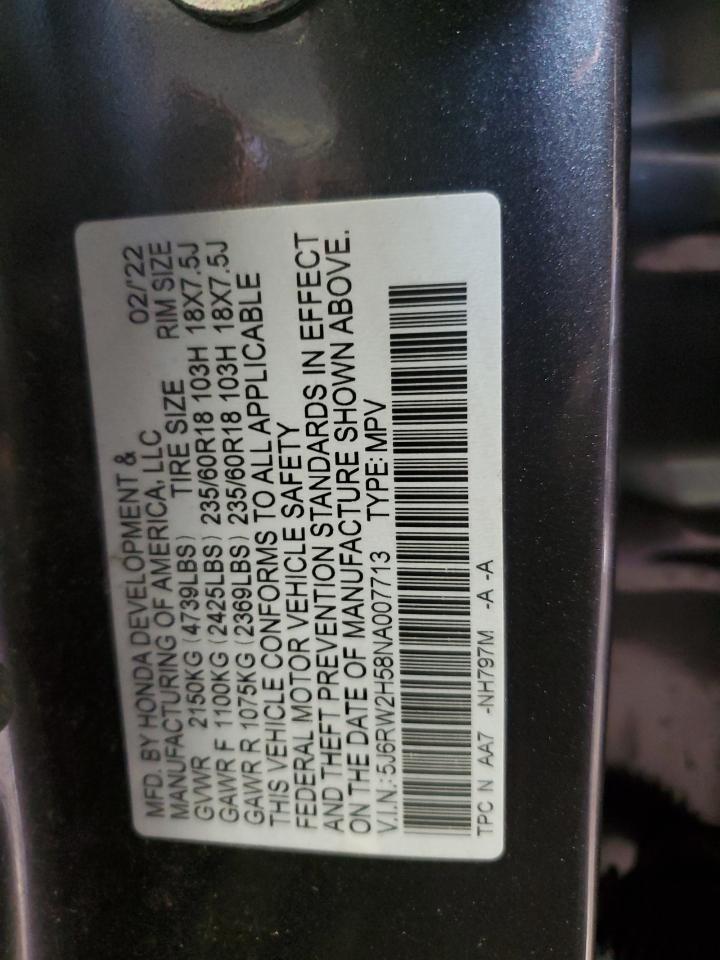 MFD. BY HONDA DEVELOPMENT &
MANUFACTURING OF AMERICA, LLC 02/'22
GVWR 2150KG (4739LBS) TIRE SIZE RIM SIZE
GAWR F 1100KG (2425LBS) 235/60R18 103H 18X7.5J
GAWR R 1075KG (2369LBS) 235/60R18 103H 18X7.5J
THIS VEHICLE CONFORMS TO ALL APPLICABLE
FEDERAL MOTOR VEHICLE SAFETY
AND THEFT PREVENTION STANDARDS IN EFFECT
ON THE DATE OF MANUFACTURE SHOWN ABOVE.
V.I.N.: 5J6RW2H58NA007713 TYPE: MPV
TPC N AA7 -NH797M -A -A